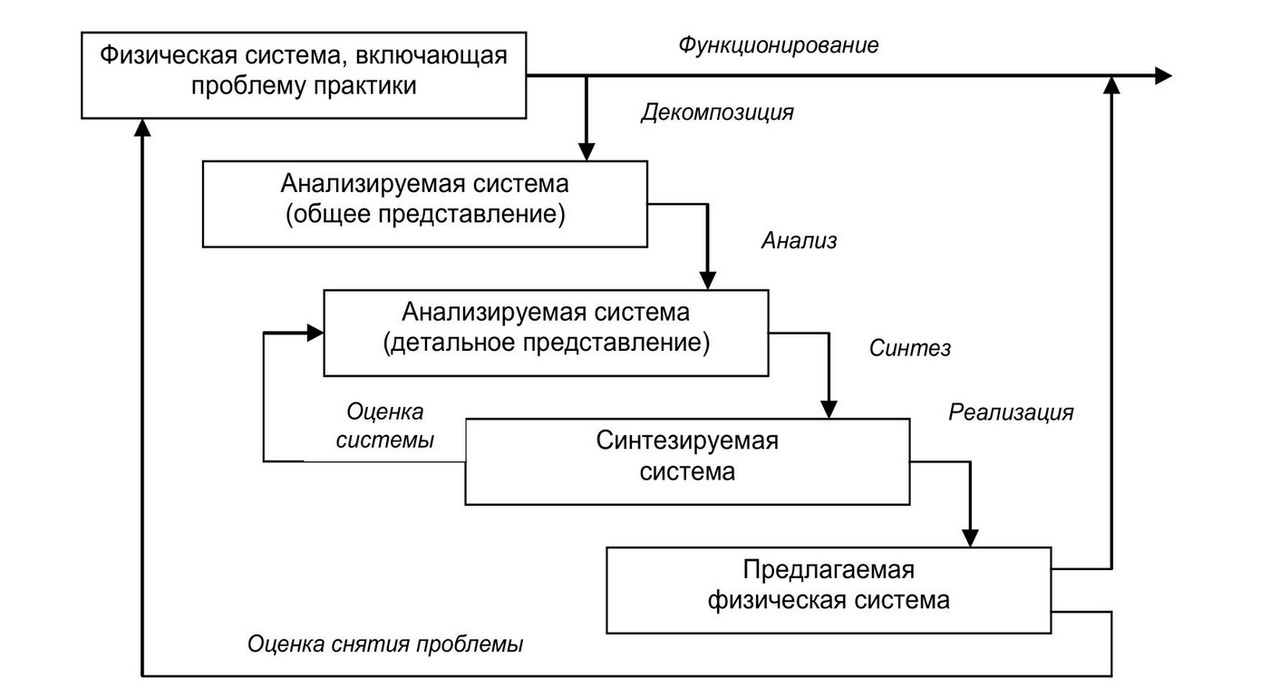 Физическая система, включающая
проблему практики
Функционирование
Декомпозиция
Анализируемая система
(общее представление)
Анализ
Анализируемая система
(детальное представление)
Синтез
Оценка
системы
Реализация
Синтезируемая
система
Предлагаемая
физическая система
Оценка снятия проблемы